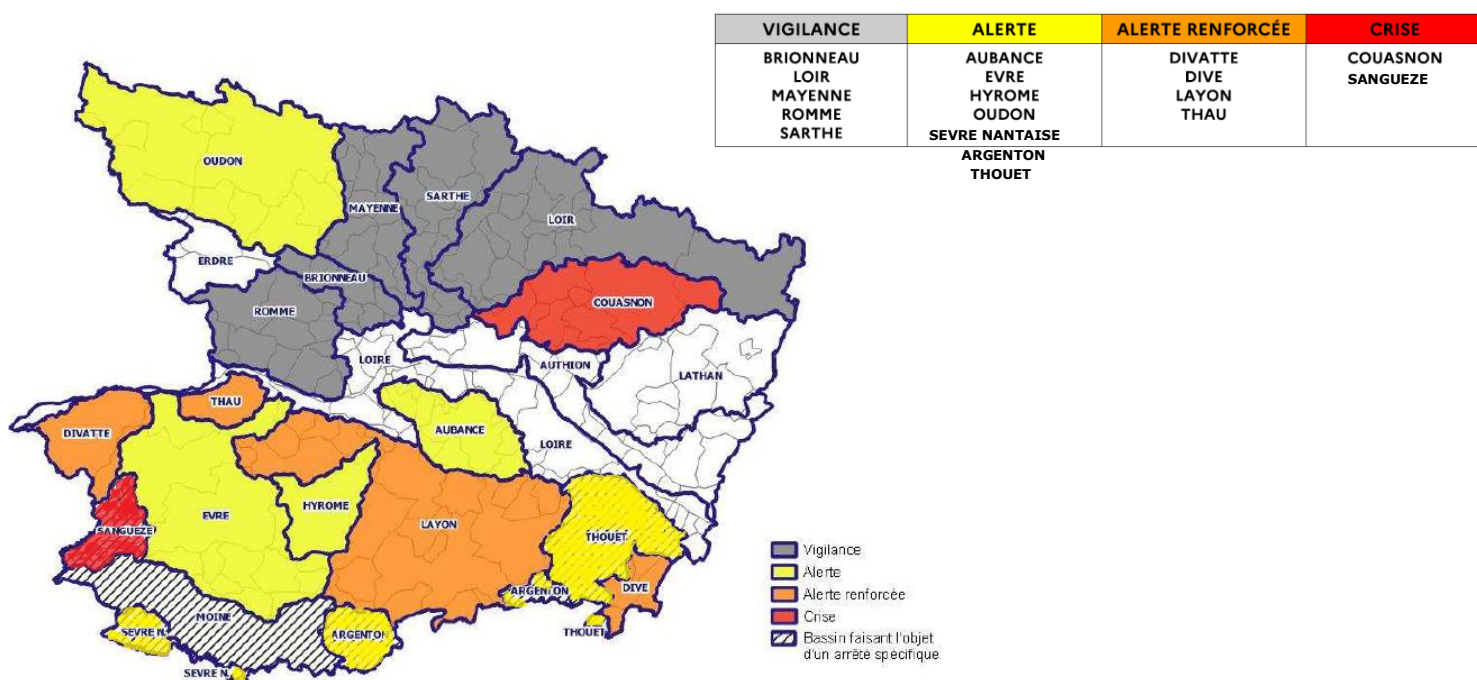 VIGILANCE ALERTE ALERTE RENFORCÉE CRISE
BRIONNEAU AUBANCE DIVATTE COUASNON
LOIR EVRE DIVE SANGUEZE
MAYENNE HYROME LAYON
ROMME OUDON THAU
SARTHE SEVRE NANTAISE
ARGENTON
THOUET
OUDON
SARTHE
MAYENNE
LOIR
ERDRE
BRIONNEAU
COUASNON
ROMME
LOIRE
AUTHION
LATHAN
THAU
DIVATTE
AUBANCE
LOIRE
HYROME
EVRE
LAYON
SANGUEZE
THOUET
ARGENTON
DIVE
MOINE
SEVRE N.
ARGENTON
THOUET
SEVRE N.
Vigilance
Alerte
Alerte renforcée
Crise
Bassin faisant l'objet
d'un arrêté spécifique